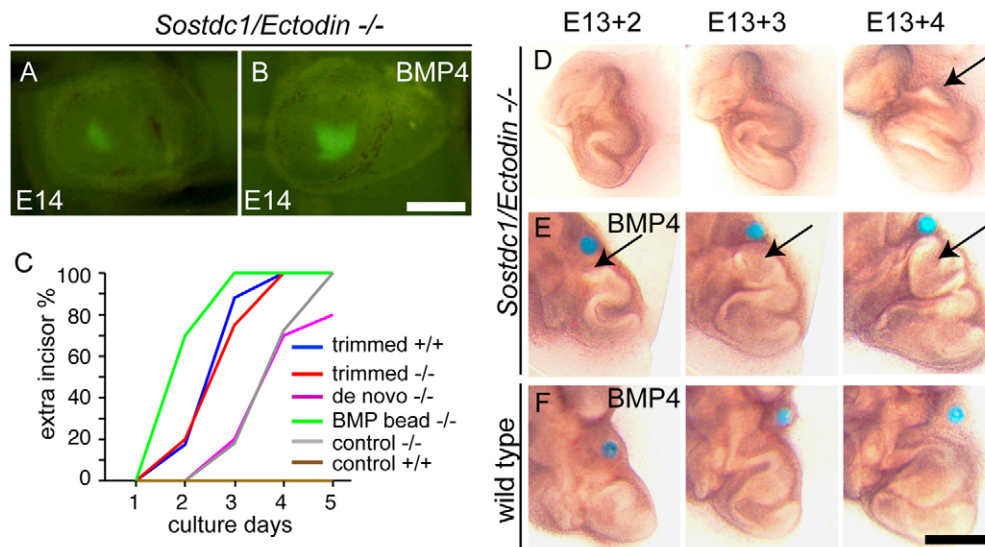 Sostdc1/Ectodin -/-
A
B
BMP4
E14
E14
C
extra incisor %
100
80
60
40
20
0
trimmed +/+
trimmed -/-
de novo -/-
BMP bead -/-
control -/-
control +/+
1 2 3 4 5
culture days
E13+2 E13+3 E13+4
Sostdc1/Ectodin -/-
D
E
BMP4
wild type
F
BMP4